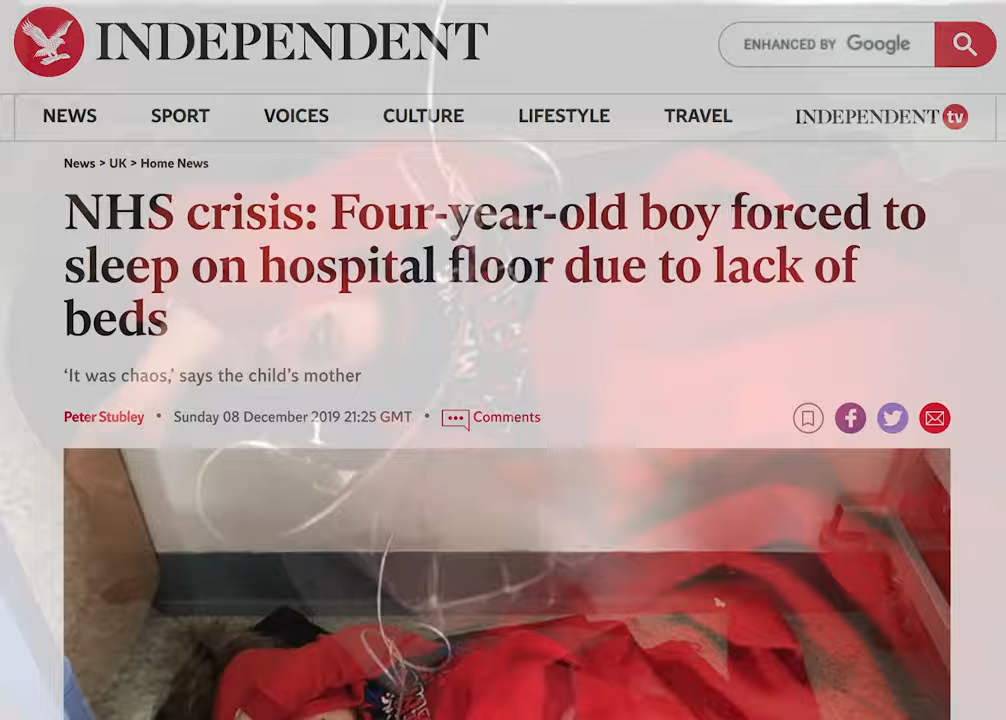 INDEPENDENT
ENHANCED BY Google
NEWS SPORT VOICES CULTURE LIFESTYLE TRAVEL INDEPENDENT tv
News > UK > Home News
NHS crisis: Four-year-old boy forced to
sleep on hospital floor due to lack of
beds
‘It was chaos,’ says the child’s mother
Peter Stubley • Sunday 08 December 2019 21:25 GMT • Comments